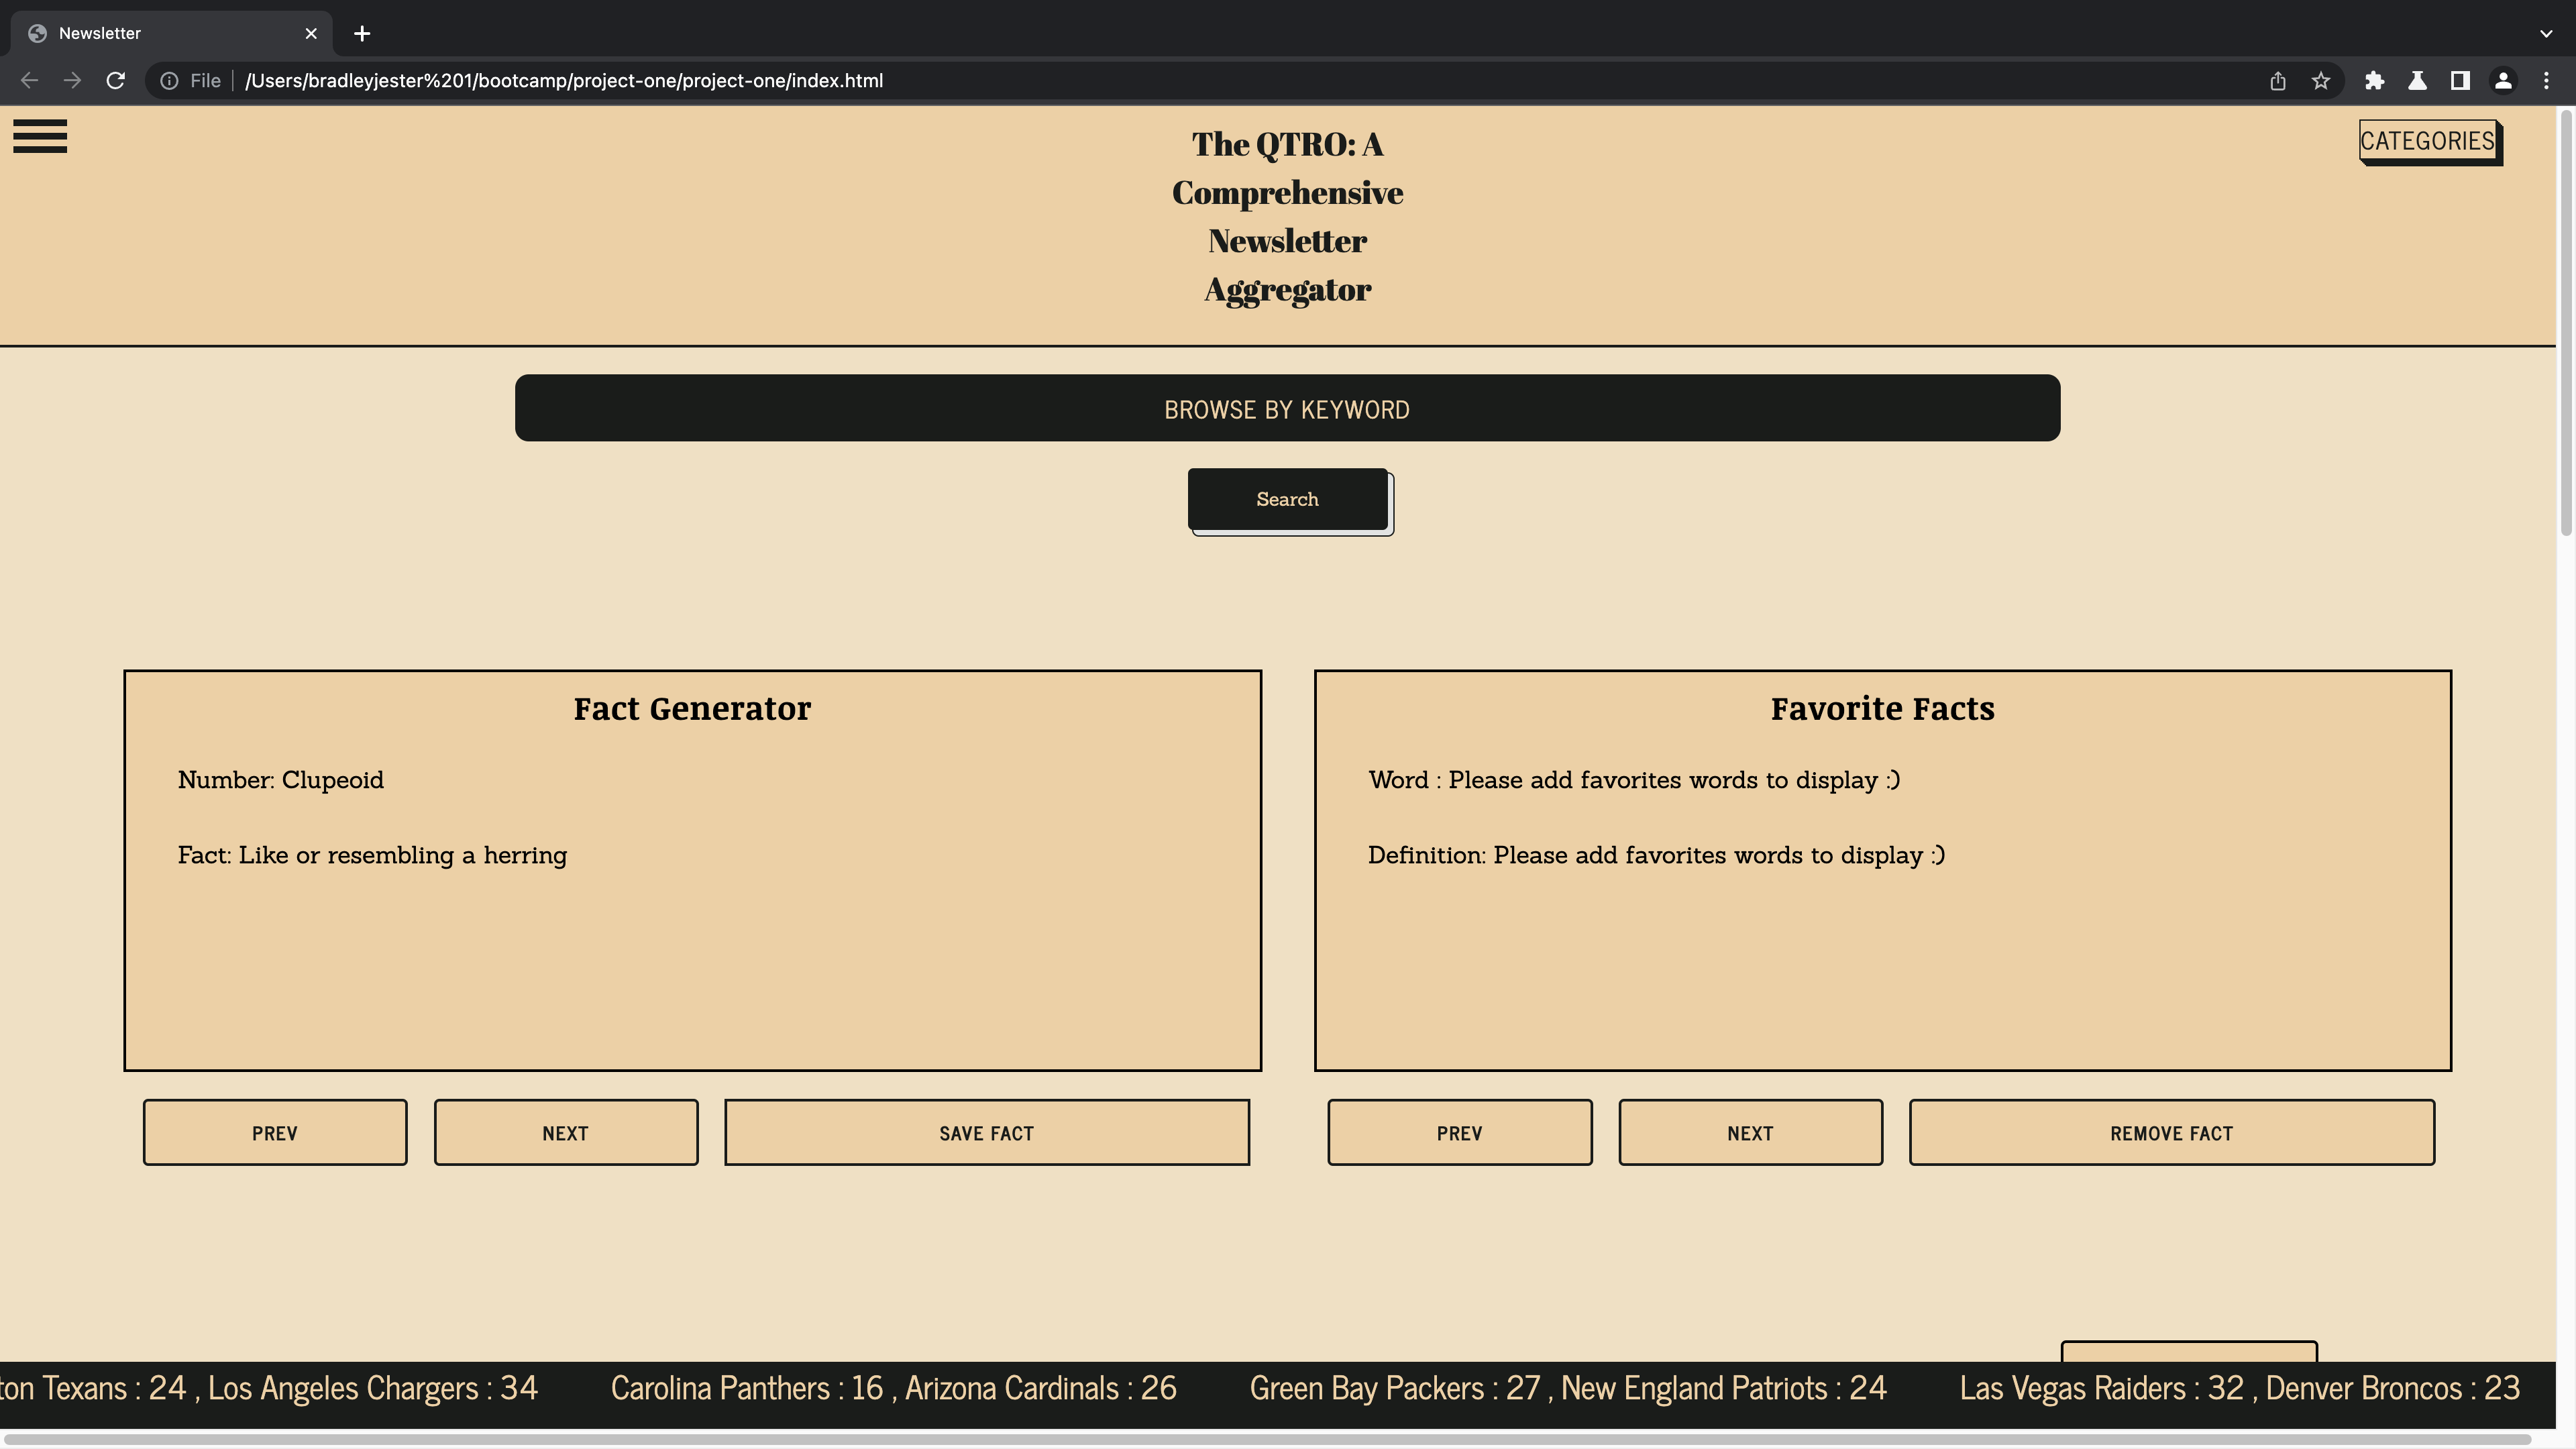 Newsletter
File
/Users/bradleyjester%201/bootcamp/project-one/project-one/index.html
The QTRO: A
Comprehensive
Newsletter
Aggregator
CATEGORIES
BROWSE BY KEYWORD
Search
Fact Generator
Number: Clupeoid
Fact: Like or resembling a herring
PREV
NEXT
SAVE FACT
Favorite Facts
Word : Please add favorites words to display :)
Definition: Please add favorites words to display :)
PREV
NEXT
REMOVE FACT
ton Texans : 24 , Los Angeles Chargers : 34 Carolina Panthers : 16 , Arizona Cardinals : 26 Green Bay Packers : 27 , New England Patriots : 24 Las Vegas Raiders : 32 , Denver Broncos : 23